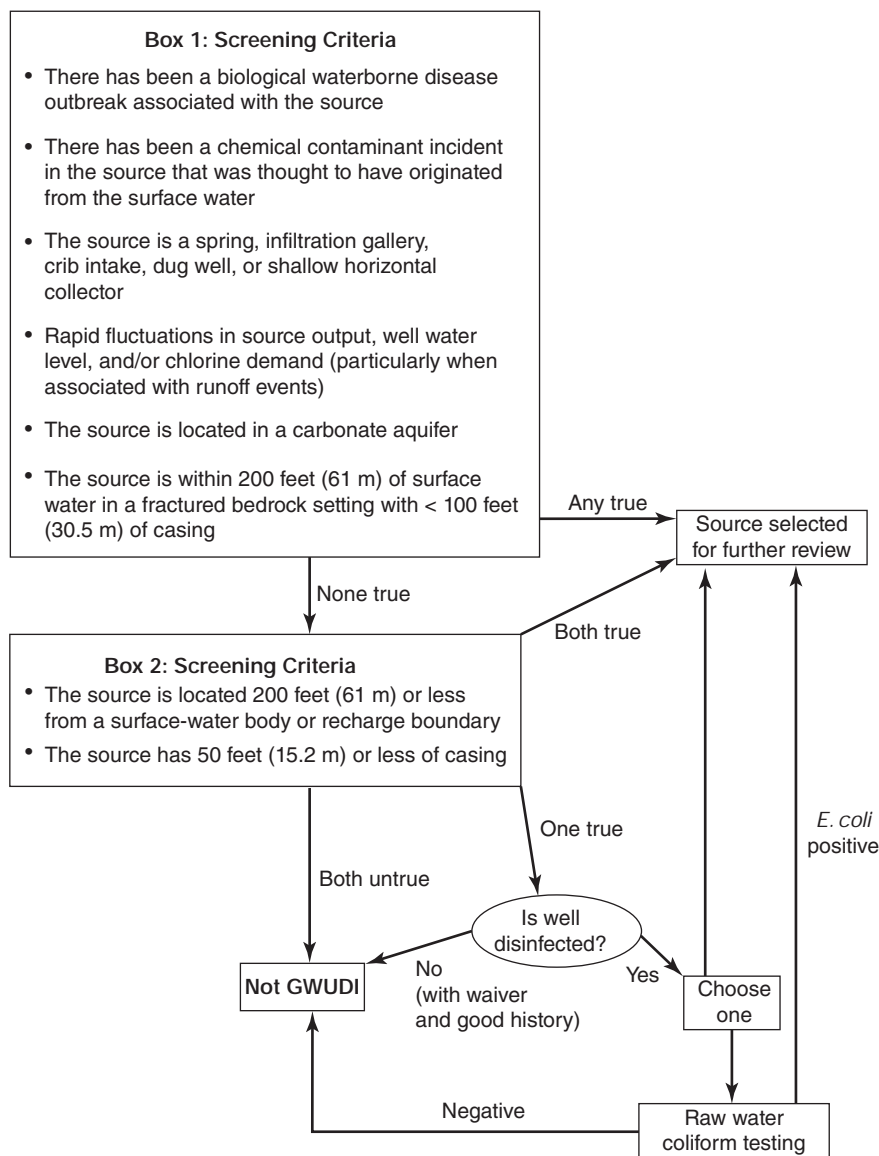 Box 1: Screening Criteria
• There has been a biological waterborne disease
outbreak associated with the source
• There has been a chemical contaminant incident
in the source that was thought to have originated
from the surface water
• The source is a spring, infiltration gallery,
crib intake, dug well, or shallow horizontal
collector
• Rapid fluctuations in source output, well water
level, and/or chlorine demand (particularly when
associated with runoff events)
• The source is located in a carbonate aquifer
• The source is within 200 feet (61 m) of surface
water in a fractured bedrock setting with < 100 feet
(30.5 m) of casing
Any true
Source selected
for further review
None true
Both true
Box 2: Screening Criteria
• The source is located 200 feet (61 m) or less
from a surface-water body or recharge boundary
• The source has 50 feet (15.2 m) or less of casing
One true
E. coli
positive
Both untrue
Is well
disinfected?
No
(with waiver
and good history)
Yes
Not GWUDI
Choose
one
Negative
Raw water
coliform testing